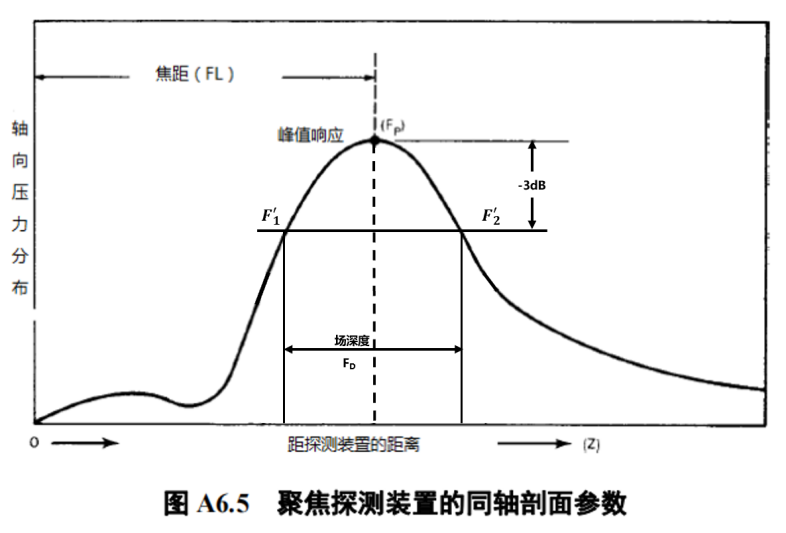 焦距（FL）
峰值响应
(Fₚ)
轴向压力分布
-3dB
F′₁
F′₂
场深度
F_D
O
距探测装置的距离
(Z)
图 A6.5 聚焦探测装置的同轴剖面参数